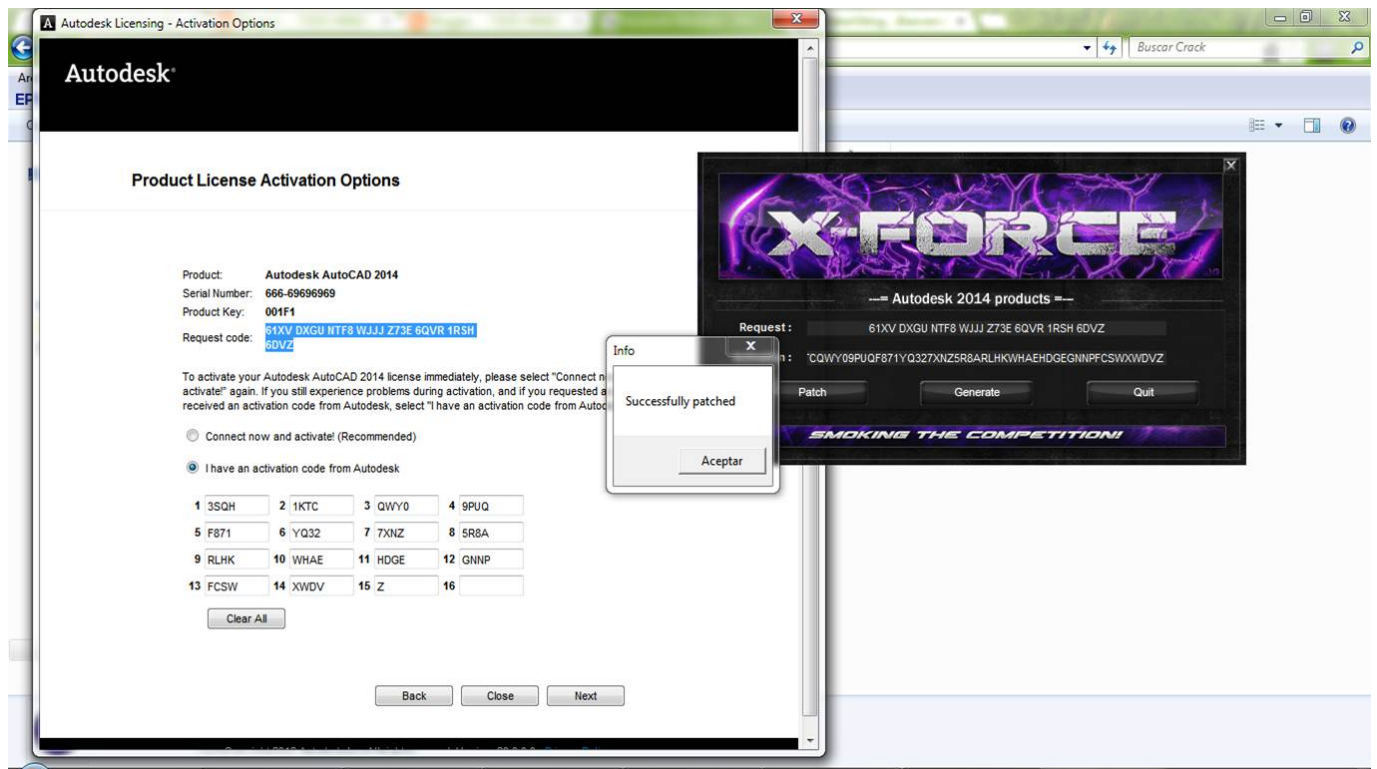 Autodesk Licensing - Activation Options
Buscar Crack
Autodesk
Product License Activation Options
Product: Autodesk AutoCAD 2014
Serial Number: 666-69696969
Product Key: 001F1
Request code: 61XV DXGU NTF8 WJJJ Z73E 6QVR 1RSH
6DVZ
To activate your Autodesk AutoCAD 2014 license immediately, please select "Connect
activate!" again. If you still experience problems during activation, and if you requested
received an activation code from Autodesk, select "I have an activation code from
Connect now and activate! (Recommended)
I have an activation code from Autodesk
1 3SQH 2 1KTC 3 QWY0 4 9PUQ
5 F871 6 YQ32 7 7XNZ 8 5R8A
9 RLHK 10 WHAE 11 HDGE 12 GNNP
13 FCSW 14 XWDV 15 Z 16
Clear All
Back Close Next
Info
Successfully patched
Aceptar
X-FORCE
---= Autodesk 2014 products =---
Request : 61XV DXGU NTF8 WJJJ Z73E 6QVR 1RSH 6DVZ
CQWY09PUQF871YQ327XNZ5R8ARLHKWHAEHDGEGNNPFCSWXWDVZ
Patch Generate Quit
SMOKING THE COMPETITION!